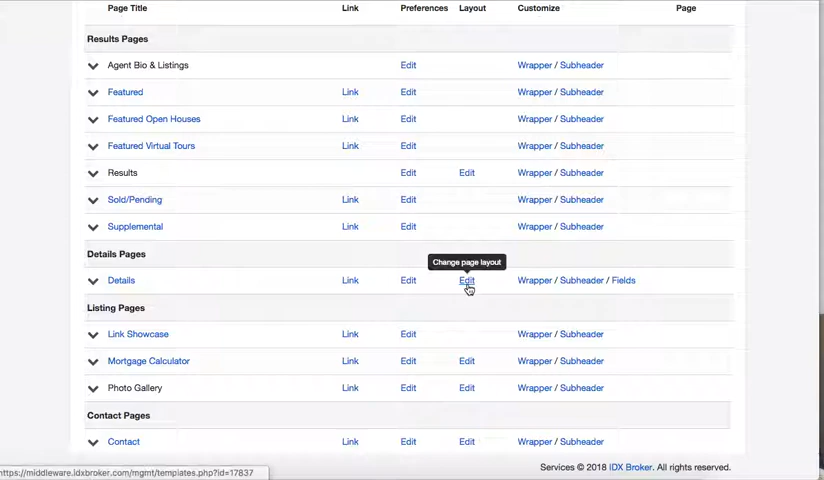 Page Title Link Preferences Layout Customize Page
Results Pages
Agent Bio & Listings Edit Wrapper / Subheader
Featured Link Edit Wrapper / Subheader
Featured Open Houses Link Edit Wrapper / Subheader
Featured Virtual Tours Link Edit Wrapper / Subheader
Results Edit Edit Wrapper / Subheader
Sold/Pending Link Edit Wrapper / Subheader
Supplemental Link Edit Wrapper / Subheader
Details Pages
Change page layout
Details Link Edit Edit Wrapper / Subheader / Fields
Listing Pages
Link Showcase Link Edit Wrapper / Subheader
Mortgage Calculator Link Edit Edit Wrapper / Subheader
Photo Gallery Edit Edit Wrapper / Subheader
Contact Pages
Contact Link Edit Edit Wrapper / Subheader
Services © 2018 IDX Broker. All rights reserved.
https://middleware.idxbroker.com/mgmt/templates.php?id=17837